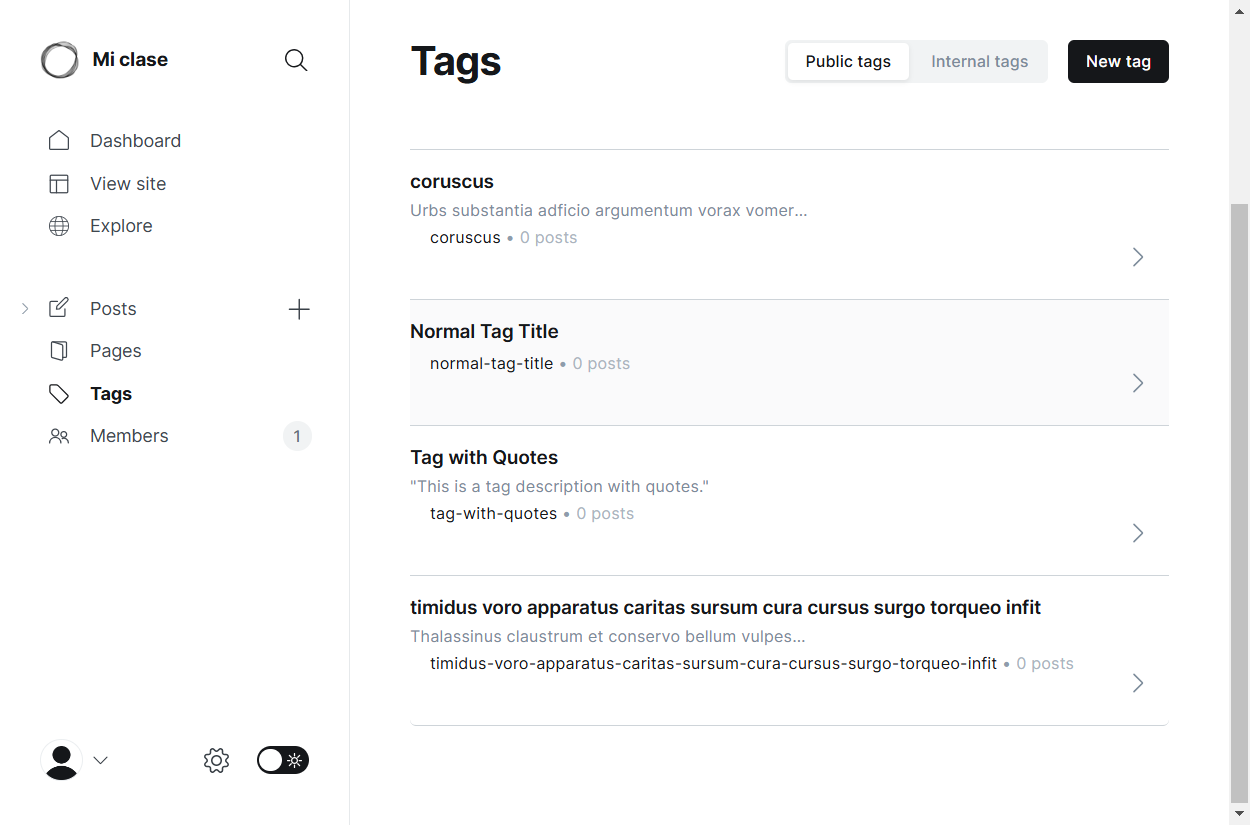 Mi clase
Dashboard
View site
Explore
Posts
Pages
Tags
Members
1
Tags
Public tags
Internal tags
New tag
coruscus
Urbs substantia adficio argumentum vorax vomer...
coruscus • 0 posts
Normal Tag Title
normal-tag-title • 0 posts
Tag with Quotes
"This is a tag description with quotes."
tag-with-quotes • 0 posts
timidus voro apparatus caritas sursum cura cursus surgo torqueo infit
Thalassinus claustrum et conservo bellum vulpes...
timidus-voro-apparatus-caritas-sursum-cura-cursus-surgo-torqueo-infit • 0 posts